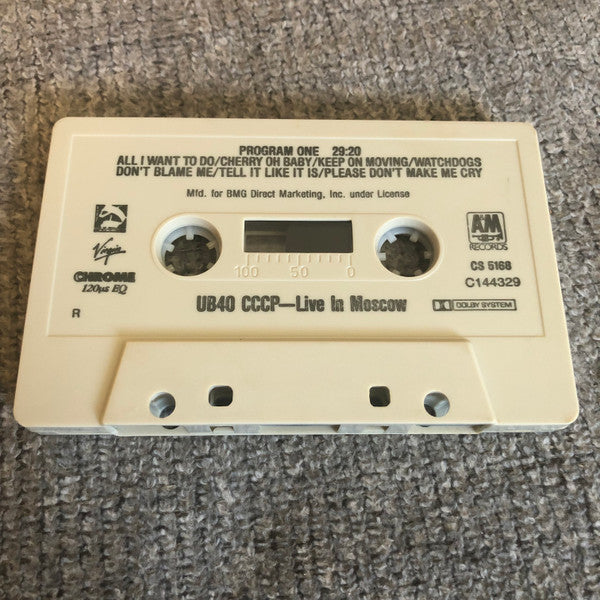 PROGRAM ONE 29:20
ALL I WANT TO DO/CHERRY OH BABY/KEEP ON MOVING/WATCHDOGS
DON'T BLAME ME/TELL IT LIKE IT IS/PLEASE DON'T MAKE ME CRY
Mfd. for BMG Direct Marketing, Inc. under License
Virgin
CHROME
120µs EQ
R
100 50 0
A&M
RECORDS
CS 5168
C144329
DOLBY SYSTEM
UB40 CCCP—Live In Moscow